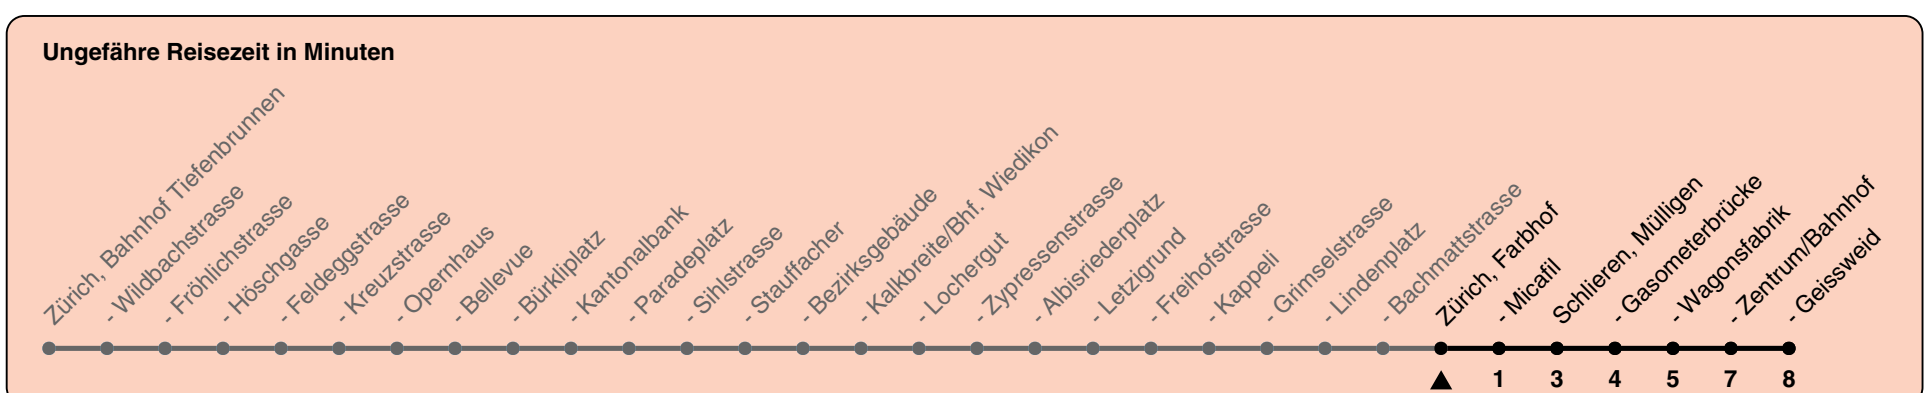 Ungefähre Reisezeit in Minuten
Zürich, Bahnhof Tiefenbrunnen
- Wildbachstrasse
- Fröhlichstrasse
- Höschgasse
- Feldeggstrasse
- Kreuzstrasse
- Opernhaus
- Bellevue
- Bürkliplatz
- Kantonalbank
- Paradeplatz
- Sihlstrasse
- Stauffacher
- Bezirksgebäude
- Kalkbreite/Bhf. Wiedikon
- Lochergut
- Zypressenstrasse
- Albisriederplatz
- Letzigrund
- Freihofstrasse
- Kappeli
- Grimselstrasse
- Lindenplatz
- Bachmattstrasse
Zürich, Farbhof
- Micafil
Schlieren, Mülligen
- Gasometerbrücke
- Wagonsfabrik
- Zentrum/Bahnhof
- Geissweid
1 3 4 5 7 8